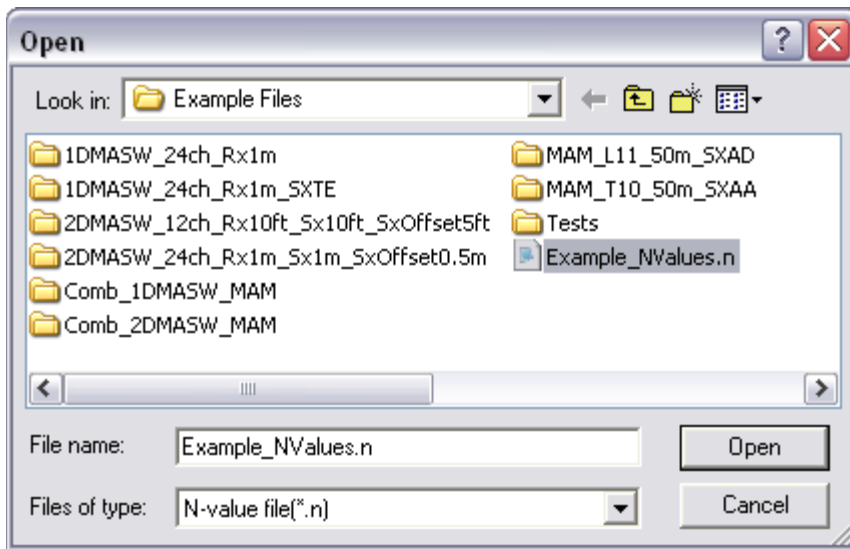 Open
Look in: Example Files
1DMASW_24ch_Rx1m
1DMASW_24ch_Rx1m_SXTE
2DMASW_12ch_Rx10ft_Sx10ft_SxOffset5ft
2DMASW_24ch_Rx1m_Sx1m_SxOffset0.5m
Comb_1DMASW_MAM
Comb_2DMASW_MAM
MAM_L11_50m_SXAD
MAM_T10_50m_SXAA
Tests
Example_NValues.n
File name: Example_NValues.n Open
Files of type: N-value file(*.n) Cancel